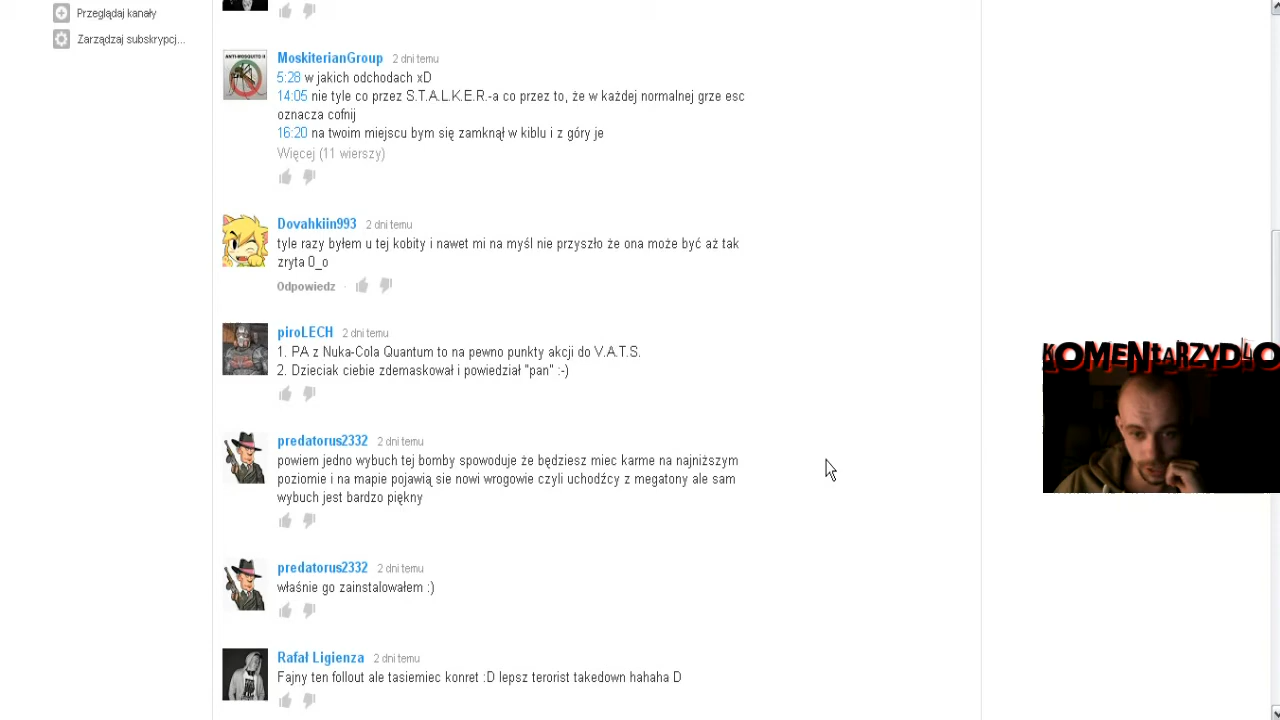 Przeglądaj kanały
Zarządzaj subskrypcj...
MoskiterianGroup 2 dni temu
5:28 w jakich odchodach xD
14:05 nie tyle co przez S.T.A.L.K.E.R.-a co przez to, że w każdej normalnej grze esc
oznacza cofnij
16:20 na twoim miejscu bym się zamknął w kiblu i z góry je
Więcej (11 wierszy)
Dovahkiin993 2 dni temu
tyle razy byłem u tej kobity i nawet mi na myśl nie przyszło że ona może być aż tak
zryta O_o
Odpowiedz ·
piroLECH 2 dni temu
1. PA z Nuka-Cola Quantum to na pewno punkty akcji do V.A.T.S.
2. Dzieciak ciebie zdemaskował i powiedział "pan" :-)
KOMENtARZYDŁO
predatorus2332 2 dni temu
powiem jedno wybuch tej bomby spowoduje że będziesz miec karme na najniższym
poziomie i na mapie pojawią sie nowi wrogowie czyli uchodźcy z megatony ale sam
wybuch jest bardzo piękny
predatorus2332 2 dni temu
właśnie go zainstalowałem :)
Rafał Ligienza 2 dni temu
Fajny ten follout ale tasiemiec konret :D lepsz terorist takedown hahaha D